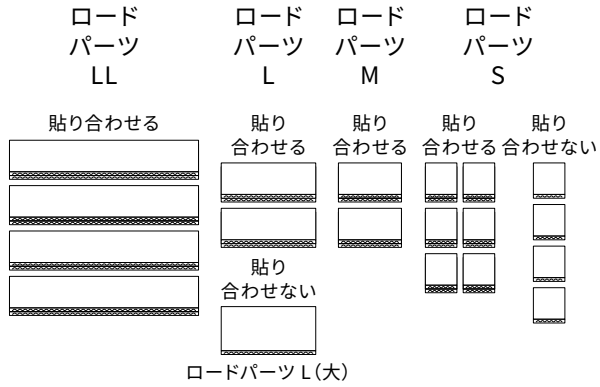 ロード
パーツ
LL
ロード
パーツ
L
ロード
パーツ
M
ロード
パーツ
S
貼り合わせる
貼り
合わせる
貼り
合わせる
貼り
合わせる
貼り
合わせない
貼り
合わせない
ロードパーツ L（大）